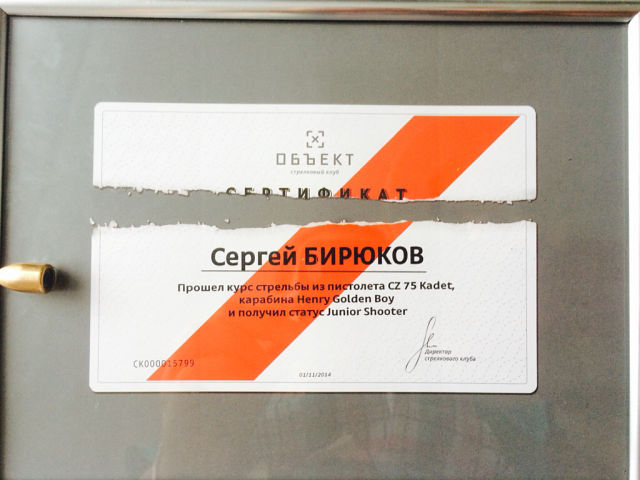 ОБЪЕКТ
стрелковый клуб
СЕРТИФИКАТ
Сергей БИРЮКОВ
Прошел курс стрельбы из пистолета CZ 75 Kadet,
карабина Henry Golden Boy
и получил статус Junior Shooter
Директор
стрелкового клуба
СК000015799
01/11/2014